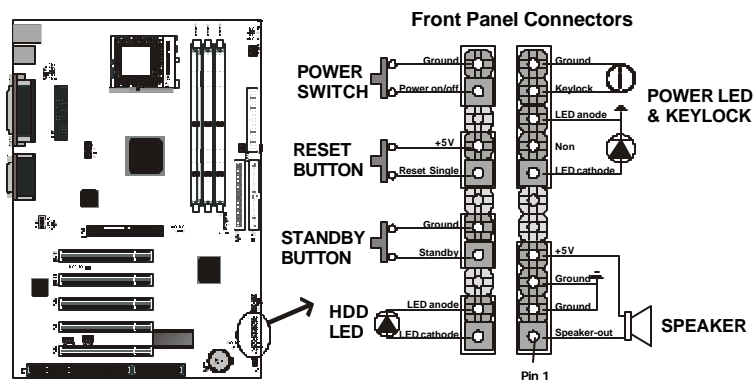 Front Panel Connectors
POWER
SWITCH
Ground
Power on/off
RESET
BUTTON
+5V
Reset Single
STANDBY
BUTTON
Ground
Standby
HDD
LED
LED anode
LED cathode
Ground
Keylock
LED anode
Non
LED cathode
POWER LED
& KEYLOCK
+5V
Ground
Ground
Speaker-out
SPEAKER
Pin 1